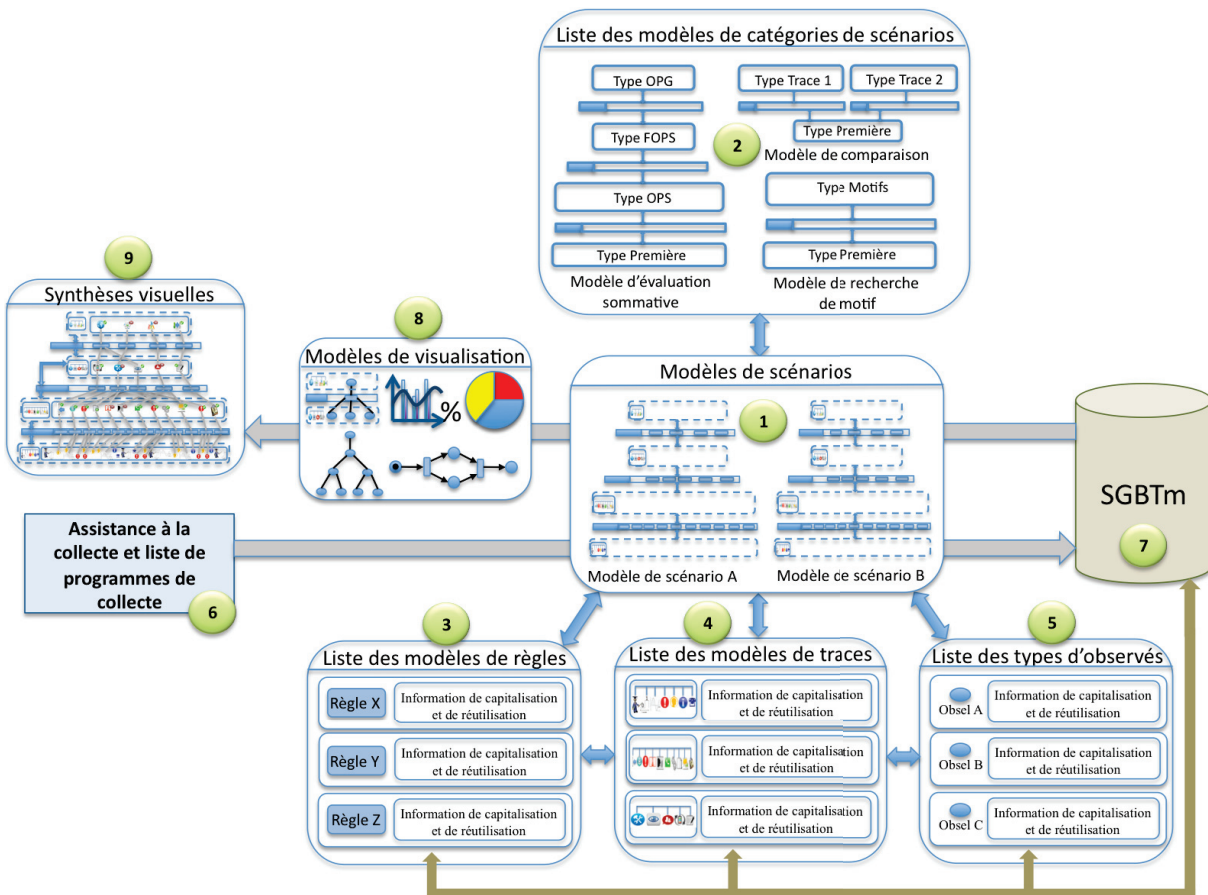 Liste des modèles de catégories de scénarios
Type OPG
Type FOPS
Type OPS
Type Première
Modèle d'évaluation
sommative
2
Type Trace 1
Type Trace 2
Type Première
Modèle de comparaison
Type Motifs
Type Première
Modèle de recherche
de motif
9
Synthèses visuelles
8
Modèles de visualisation
%
Modèles de scénarios
1
Modèle de scénario A
Modèle de scénario B
SGBTm
7
Assistance à la
collecte et liste de
programmes de
collecte
6
3
Liste des modèles de règles
Règle X
Information de capitalisation
et de réutilisation
Règle Y
Information de capitalisation
et de réutilisation
Règle Z
Information de capitalisation
et de réutilisation
4
Liste des modèles de traces
Information de capitalisation
et de réutilisation
Information de capitalisation
et de réutilisation
Information de capitalisation
et de réutilisation
5
Liste des types d'observés
Obsel A
Information de capitalisation
et de réutilisation
Obsel B
Information de capitalisation
et de réutilisation
Obsel C
Information de capitalisation
et de réutilisation